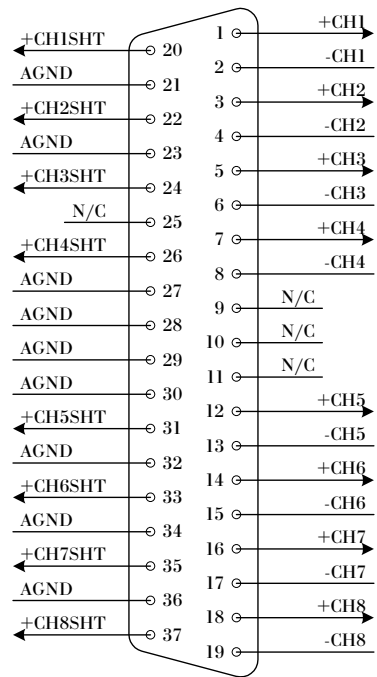 +CH1SHT 20
AGND 21
+CH2SHT 22
AGND 23
+CH3SHT 24
N/C 25
+CH4SHT 26
AGND 27
AGND 28
AGND 29
AGND 30
+CH5SHT 31
AGND 32
+CH6SHT 33
AGND 34
+CH7SHT 35
AGND 36
+CH8SHT 37
1 +CH1
2 -CH1
3 +CH2
4 -CH2
5 +CH3
6 -CH3
7 +CH4
8 -CH4
9 N/C
10 N/C
11 N/C
12 +CH5
13 -CH5
14 +CH6
15 -CH6
16 +CH7
17 -CH7
18 +CH8
19 -CH8